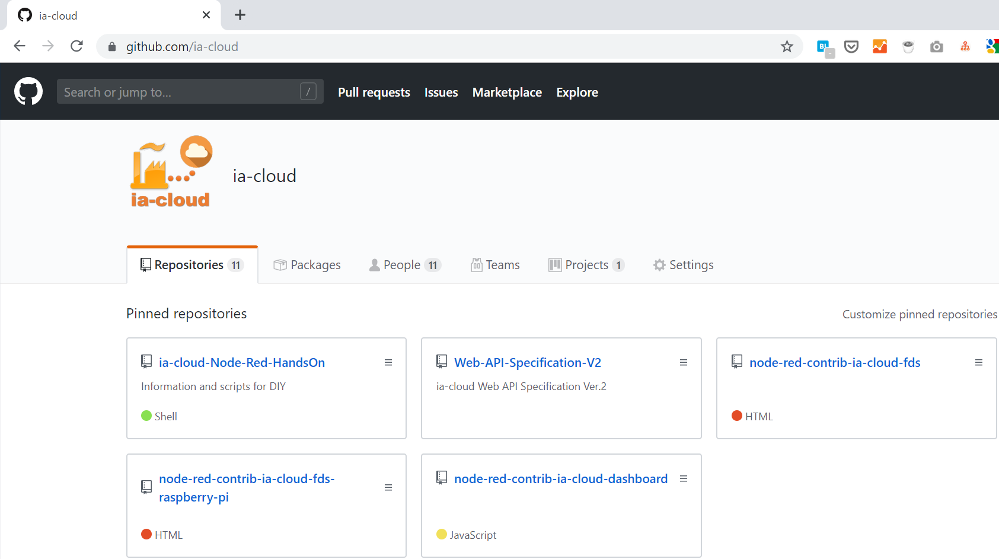 ia-cloud
github.com/ia-cloud
B!
Search or jump to...
/
Pull requests
Issues
Marketplace
Explore
ia-cloud
ia-cloud
Repositories 11
Packages
People 11
Teams
Projects 1
Settings
Pinned repositories
Customize pinned repositories
ia-cloud-Node-Red-HandsOn
Information and scripts for DIY
Shell
Web-API-Specification-V2
ia-cloud Web API Specification Ver.2
node-red-contrib-ia-cloud-fds
HTML
node-red-contrib-ia-cloud-fds-
raspberry-pi
HTML
node-red-contrib-ia-cloud-dashboard
JavaScript